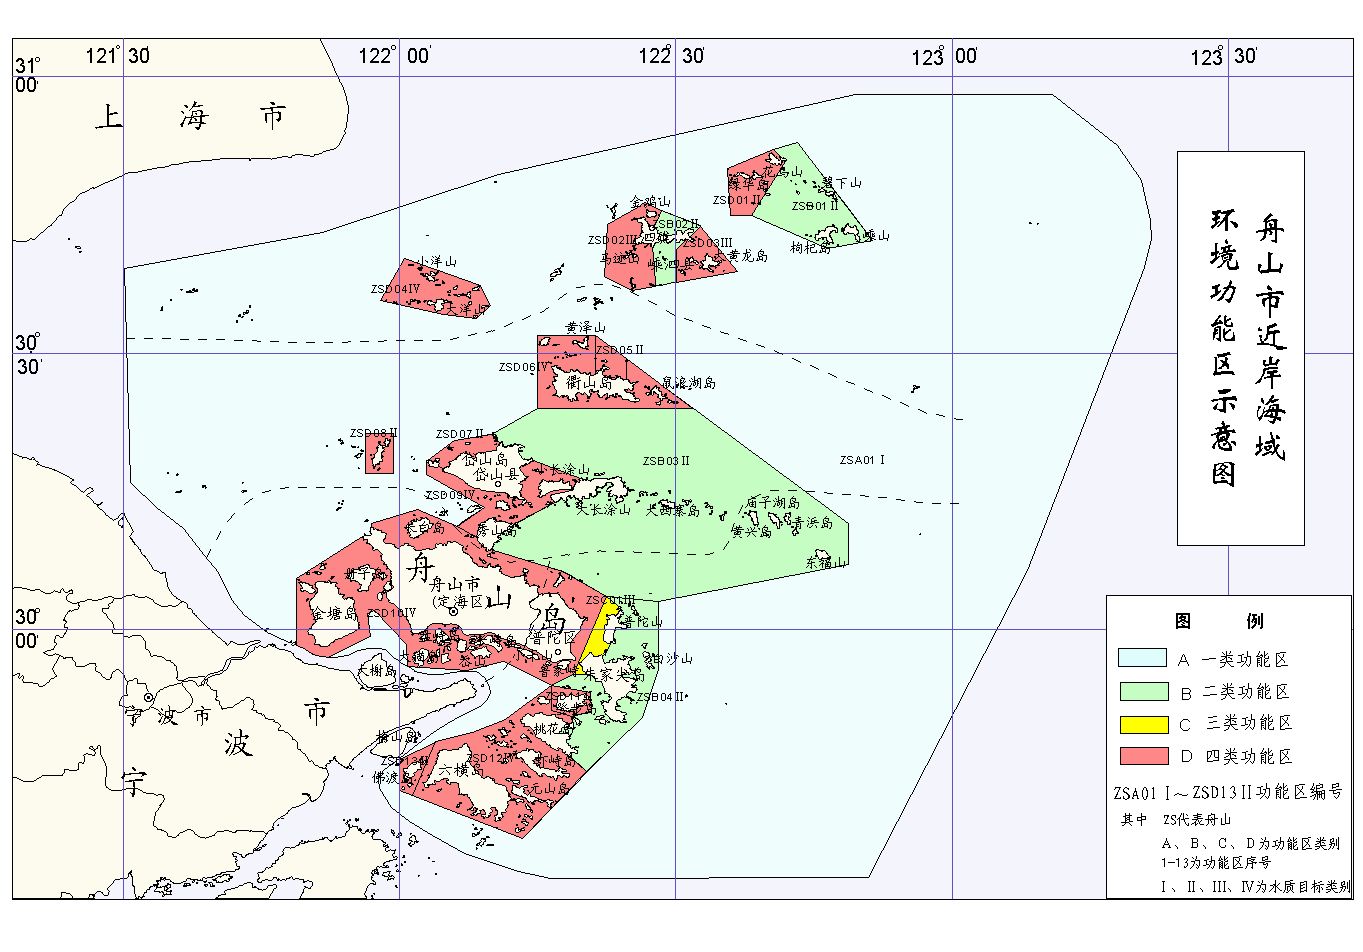 121° 30'
122° 00'
122° 30'
123° 00'
123° 30'
31°
00'
上海市
花鸟山
绿华岛
ZSD01Ⅱ
碧下山
ZSB01Ⅱ
嵊山
枸杞岛
金鸡山
ZSB02Ⅱ
ZSD02Ⅲ
ZSD03Ⅲ
马迹山
嵊泗县
黄龙岛
小洋山
ZSD04Ⅳ
大洋山
舟山市近岸海域
环境功能区示意图
30°
30'
黄泽山
ZSD05Ⅱ
ZSD06Ⅳ
衢山岛
鼠浪湖岛
ZSD08Ⅱ
ZSD07Ⅱ
岱山岛
岱山县
小长涂山
ZSB03Ⅱ
ZSA01Ⅰ
ZSD09Ⅳ
大长涂山
大西寨岛
庙子湖岛
黄兴岛
青浜岛
东福山
长白岛
秀山岛
舟山岛
册子岛
舟山市
(定海区)
30°
00'
金塘岛
ZSD10Ⅳ
ZSC01Ⅲ
普陀山
普陀区
鲁家峙
朱家尖岛
白沙山
ZSB04Ⅱ
大榭岛
ZSD11Ⅱ
桃花岛
宁波市
宁波市
梅山岛
佛渡岛
六横岛
ZSD12Ⅳ
虾峙岛
元山岛
图 例
A 一类功能区
B 二类功能区
C 三类功能区
D 四类功能区
ZSA01Ⅰ～ZSD13Ⅱ功能区编号
其中 ZS代表舟山
A、B、C、D为功能区类别
1-13为功能区序号
Ⅰ、Ⅱ、Ⅲ、Ⅳ为水质目标类别